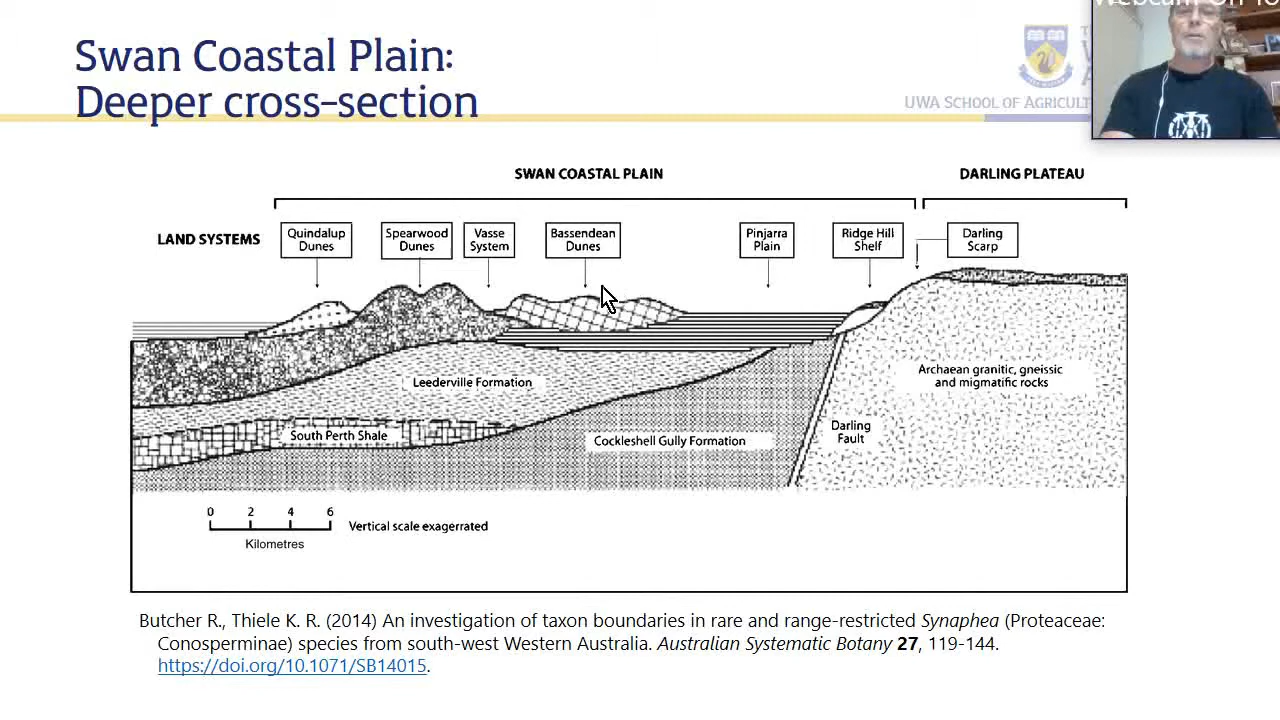 Swan Coastal Plain:
Deeper cross-section
UWA SCHOOL OF AGRICULT
SWAN COASTAL PLAIN
DARLING PLATEAU
LAND SYSTEMS
Quindalup
Dunes
Spearwood
Dunes
Vasse
System
Bassendean
Dunes
Pinjarra
Plain
Ridge Hill
Shelf
Darling
Scarp
Leederville Formation
South Perth Shale
Cockleshell Gully Formation
Darling
Fault
Archaean granitic, gneissic
and migmatific rocks
0 2 4 6
Kilometres
Vertical scale exagerrated
Butcher R., Thiele K. R. (2014) An investigation of taxon boundaries in rare and range-restricted Synaphea (Proteaceae:
Conosperminae) species from south-west Western Australia. Australian Systematic Botany 27, 119-144.
https://doi.org/10.1071/SB14015.